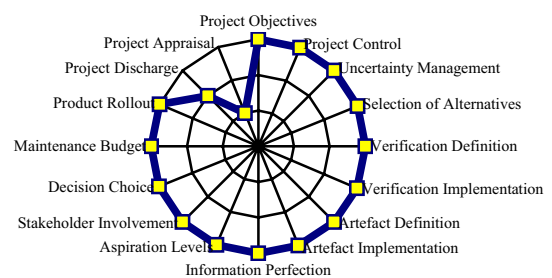 Project Objectives
Project Appraisal
Project Control
Project Discharge
Uncertainty Management
Product Rollout
Selection of Alternatives
Maintenance Budget
Verification Definition
Decision Choice
Verification Implementation
Stakeholder Involvement
Artefact Definition
Aspiration Levels
Artefact Implementation
Information Perfection